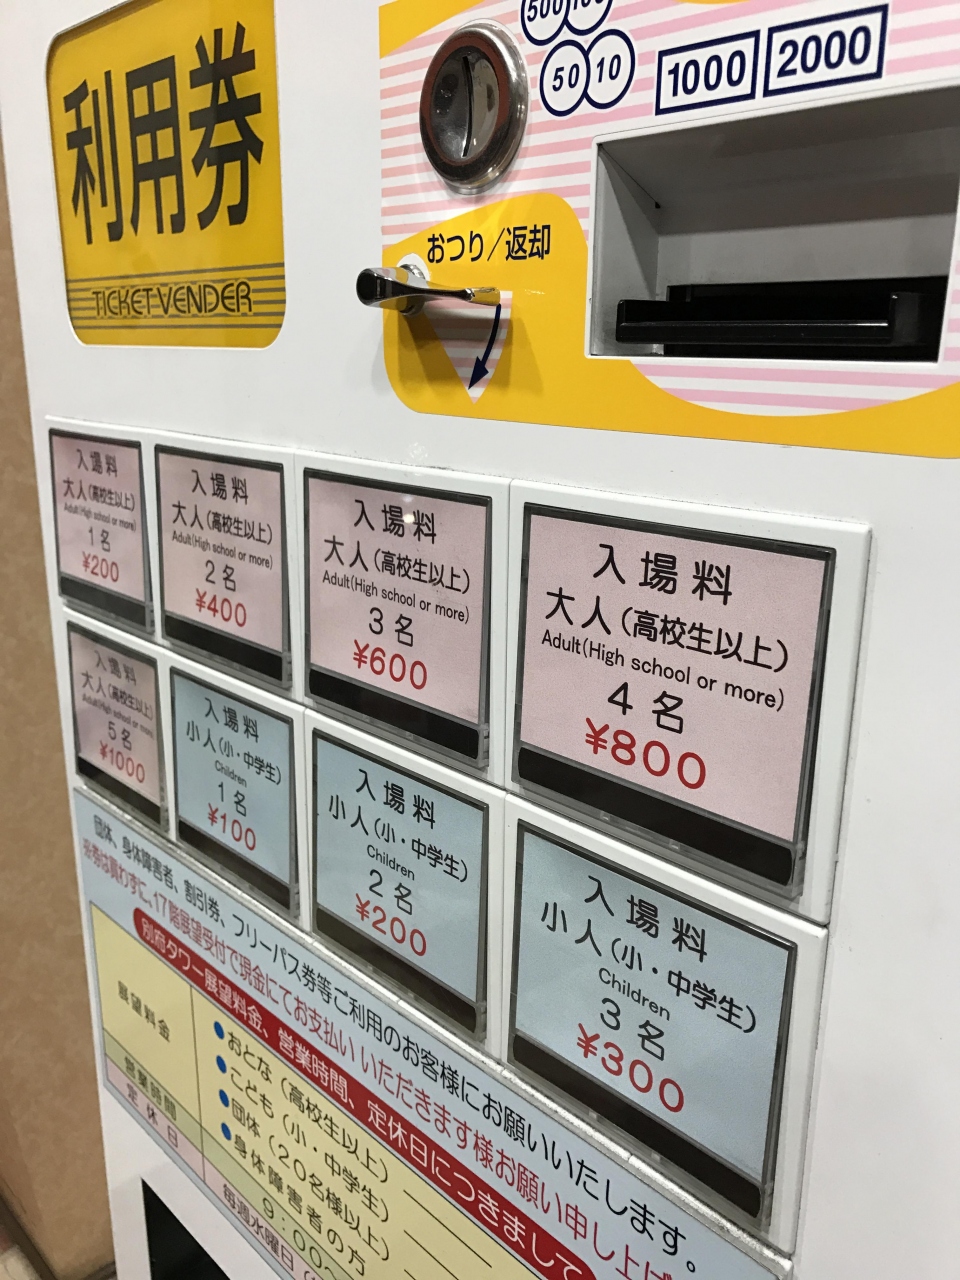 利用券
TICKET VENDER
500 100
50 10
1000 2000
おつり／返却
入場料
大人(高校生以上)
Adult(High school or more)
1名
¥200
入場料
大人(高校生以上)
Adult(High school or more)
2名
¥400
入場料
大人(高校生以上)
Adult(High school or more)
3名
¥600
入場料
大人(高校生以上)
Adult(High school or more)
4名
¥800
入場料
大人(高校生以上)
Adult(High school or more)
5名
¥1000
入場料
小人(小・中学生)
Children
1名
¥100
入場料
小人(小・中学生)
Children
2名
¥200
入場料
小人(小・中学生)
Children
3名
¥300
団体、身体障害者、割引券、フリーパス券等ご利用のお客様にお願いいたします。
※券は買わずに、17階展望受付で現金にてお支払いいただきます様お願い申し上げ
別府タワー展望料金、営業時間、定休日につきまして
展望料金
●おとな(高校生以上)
●こども(小・中学生)
●団体(20名様以上)
●身体障害者の方
営業時間
9:00～
定休日
毎週水曜日